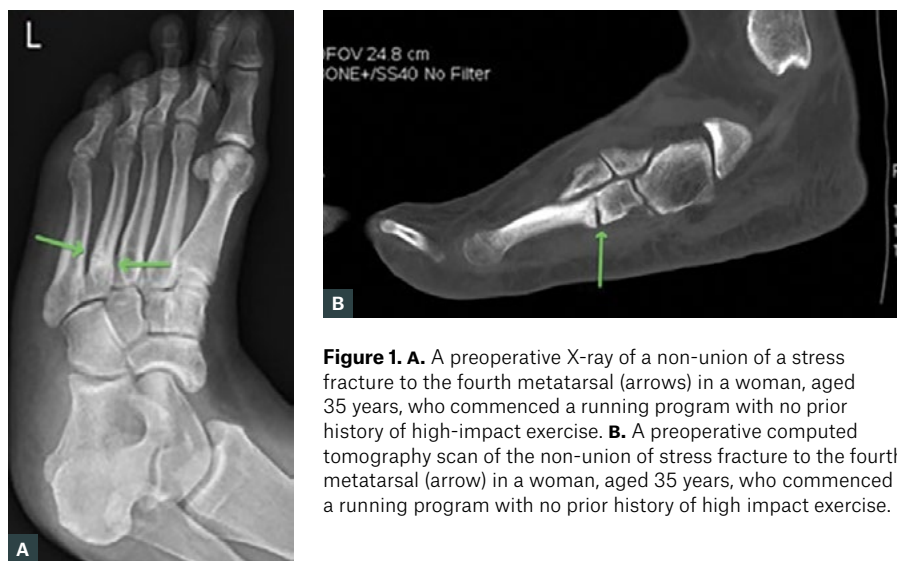 L
A
FOV 24.8 cm
BONE+/SS40 No Filter
B
Figure 1. A. A preoperative X-ray of a non-union of a stress
fracture to the fourth metatarsal (arrows) in a woman, aged
35 years, who commenced a running program with no prior
history of high-impact exercise. B. A preoperative computed
tomography scan of the non-union of stress fracture to the fourth
metatarsal (arrow) in a woman, aged 35 years, who commenced
a running program with no prior history of high impact exercise.